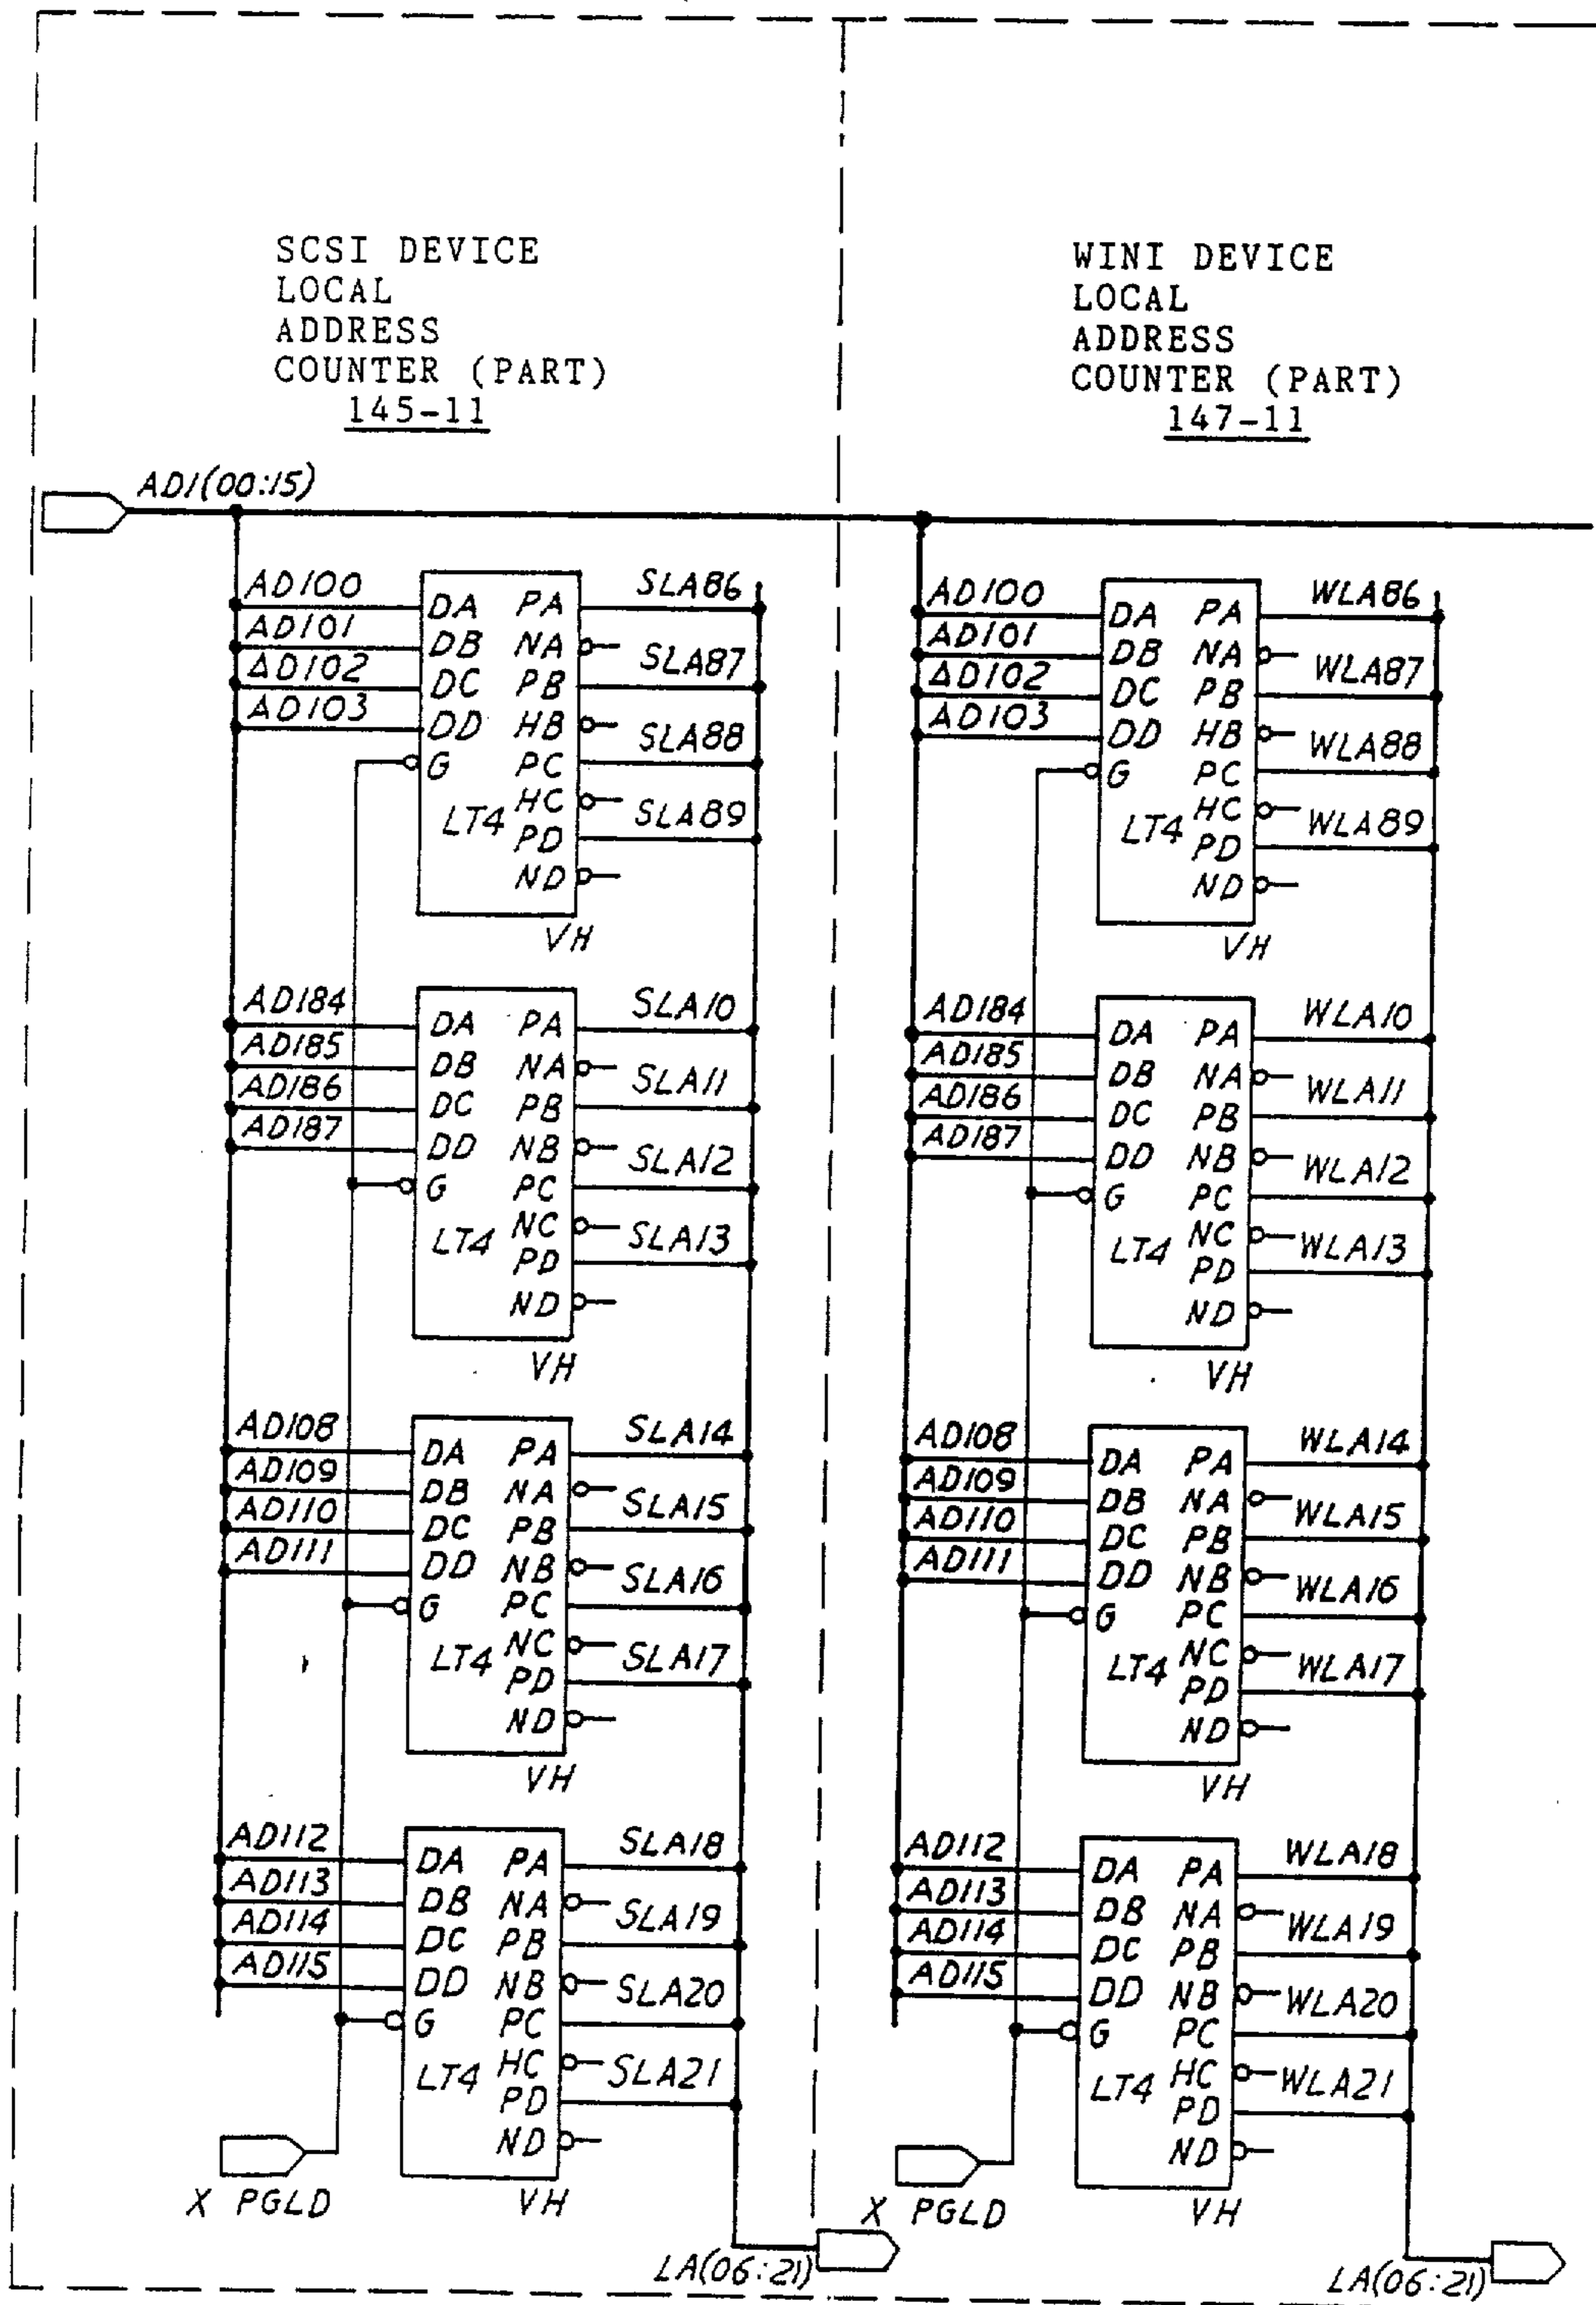 SCSI DEVICE
LOCAL
ADDRESS
COUNTER (PART)
145-11
WINI DEVICE
LOCAL
ADDRESS
COUNTER (PART)
147-11
ADI(00:15)
ADI00
ADI01
ADI02
ADI03
DA PA
DB NA
DC PB
DD HB
G PC
HC
LT4 PD
ND
VH
SLA86
SLA87
SLA88
SLA89
ADI84
ADI85
ADI86
ADI87
DA PA
DB NA
DC PB
DD NB
G PC
NC
LT4 PD
ND
VH
SLA10
SLA11
SLA12
SLA13
ADI08
ADI09
ADI10
ADI11
DA PA
DB NA
DC PB
DD NB
G PC
NC
LT4 PD
ND
VH
SLA14
SLA15
SLA16
SLA17
ADI12
ADI13
ADI14
ADI15
DA PA
DB NA
DC PB
DD NB
G PC
HC
LT4 PD
ND
VH
SLA18
SLA19
SLA20
SLA21
X PGLD
LA(06:21)
ADI00
ADI01
ADI02
ADI03
DA PA
DB NA
DC PB
DD HB
G PC
HC
LT4 PD
ND
VH
WLA86
WLA87
WLA88
WLA89
ADI84
ADI85
ADI86
ADI87
DA PA
DB NA
DC PB
DD NB
G PC
NC
LT4 PD
ND
VH
WLA10
WLA11
WLA12
WLA13
ADI08
ADI09
ADI10
ADI11
DA PA
DB NA
DC PB
DD NB
G PC
NC
LT4 PD
ND
VH
WLA14
WLA15
WLA16
WLA17
ADI12
ADI13
ADI14
ADI15
DA PA
DB NA
DC PB
DD NB
G PC
HC
LT4 PD
ND
VH
WLA18
WLA19
WLA20
WLA21
X PGLD
LA(06:21)